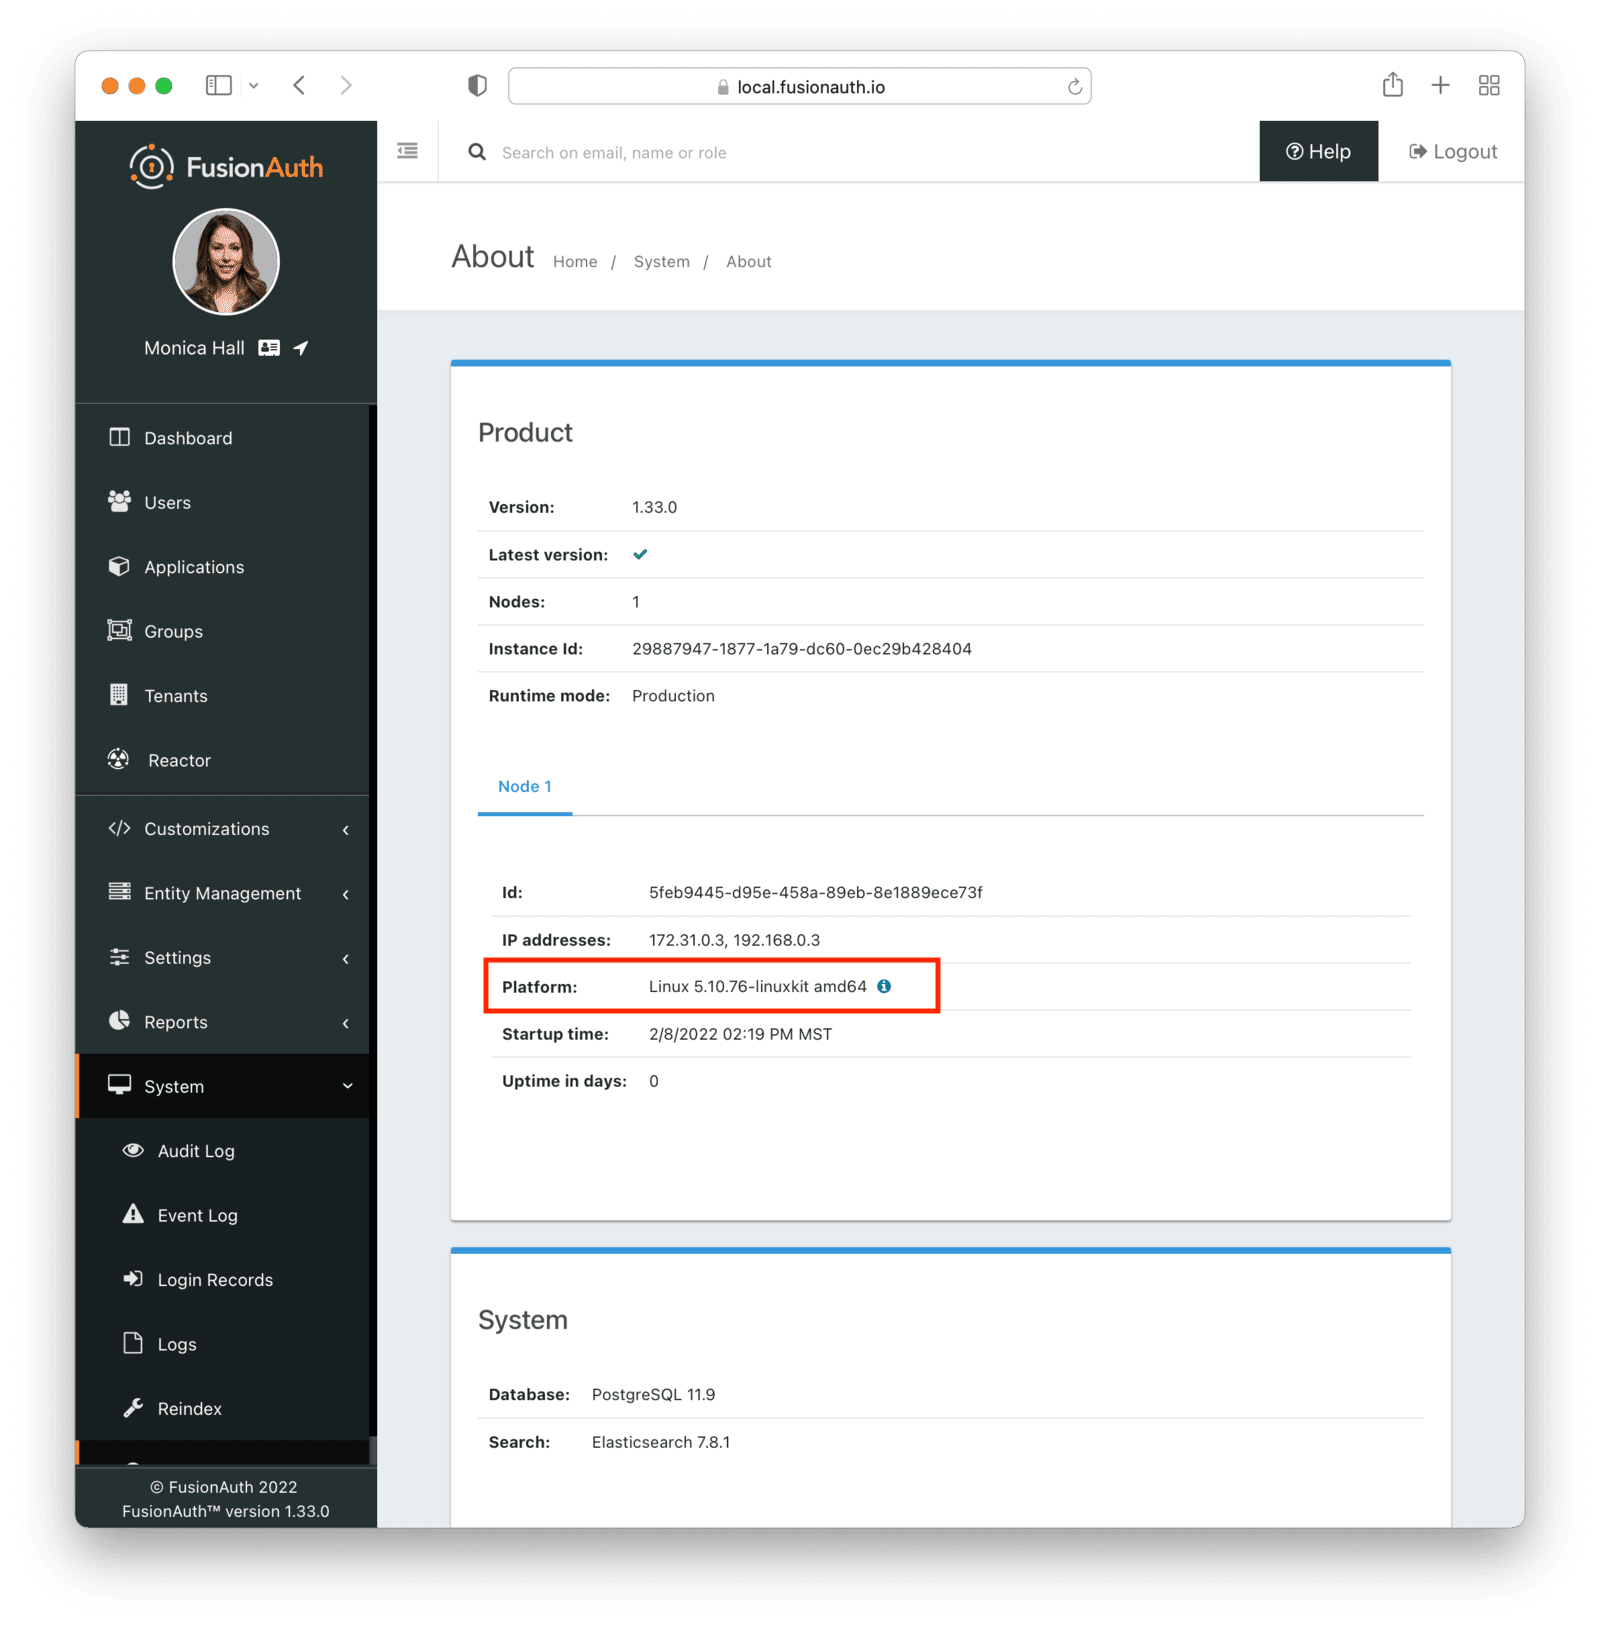 local.fusionauth.io
FusionAuth
Search on email, name or role
Help
Logout
Monica Hall
Dashboard
Users
Applications
Groups
Tenants
Reactor
Customizations
Entity Management
Settings
Reports
System
Audit Log
Event Log
Login Records
Logs
Reindex
© FusionAuth 2022
FusionAuth™ version 1.33.0
About Home / System / About
Product
Version: 1.33.0
Latest version:
Nodes: 1
Instance Id: 29887947-1877-1a79-dc60-0ec29b428404
Runtime mode: Production
Node 1
Id: 5feb9445-d95e-458a-89eb-8e1889ece73f
IP addresses: 172.31.0.3, 192.168.0.3
Platform: Linux 5.10.76-linuxkit amd64
Startup time: 2/8/2022 02:19 PM MST
Uptime in days: 0
System
Database: PostgreSQL 11.9
Search: Elasticsearch 7.8.1